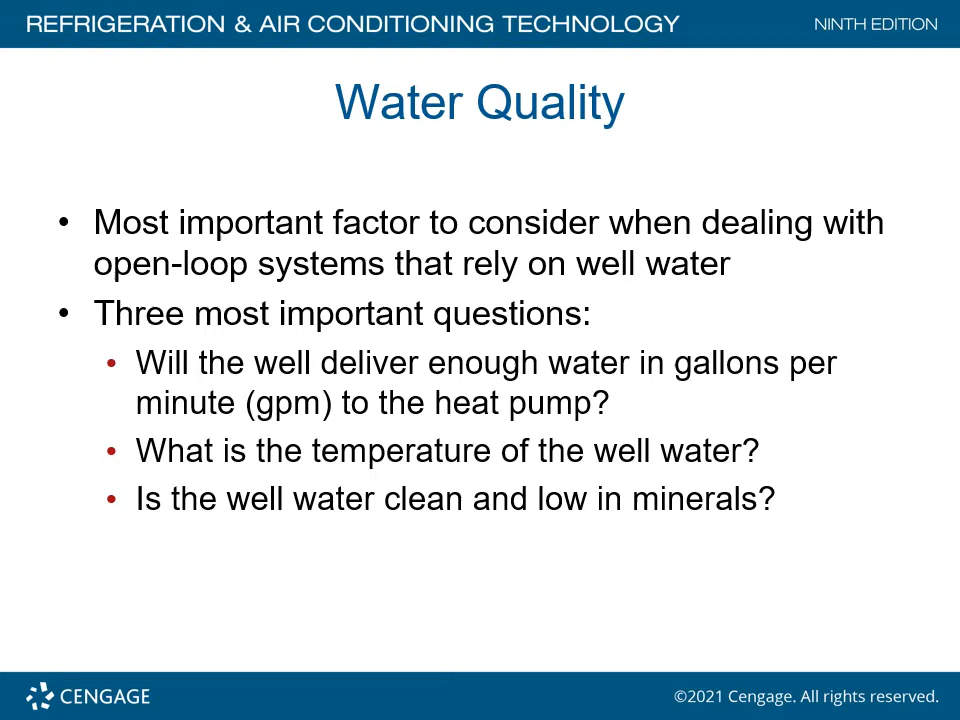 REFRIGERATION & AIR CONDITIONING TECHNOLOGY NINTH EDITION
Water Quality
• Most important factor to consider when dealing with
open-loop systems that rely on well water
• Three most important questions:
• Will the well deliver enough water in gallons per
minute (gpm) to the heat pump?
• What is the temperature of the well water?
• Is the well water clean and low in minerals?
CENGAGE ©2021 Cengage. All rights reserved.